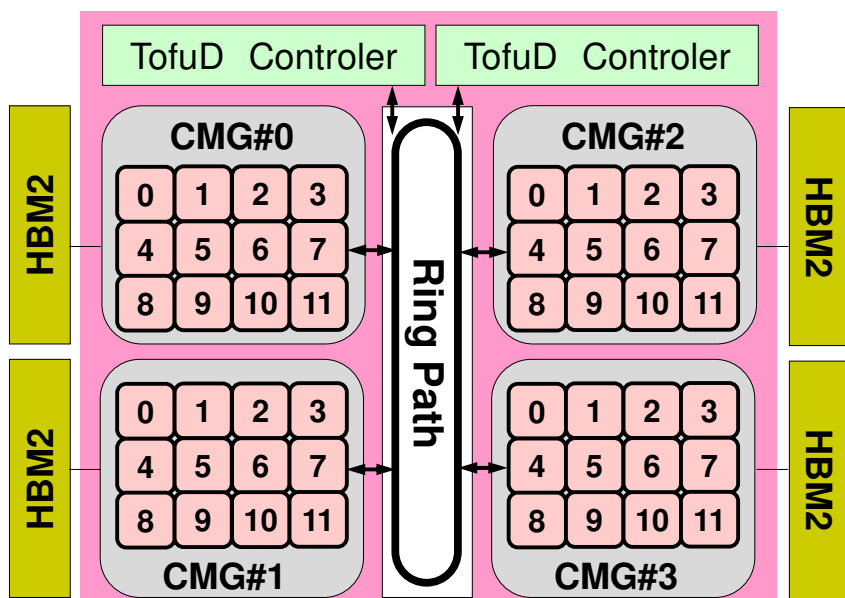 TofuD Controler
TofuD Controler
HBM2
CMG#0
0 1 2 3
4 5 6 7
8 9 10 11
HBM2
0 1 2 3
4 5 6 7
8 9 10 11
CMG#1
Ring Path
CMG#2
0 1 2 3
4 5 6 7
8 9 10 11
HBM2
0 1 2 3
4 5 6 7
8 9 10 11
CMG#3
HBM2